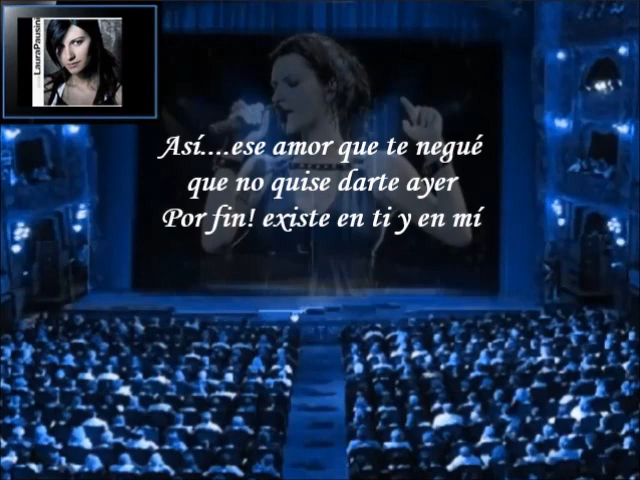 LauraPausini
Así....ese amor que te negué
que no quise darte ayer
Por fin! existe en ti y en mí